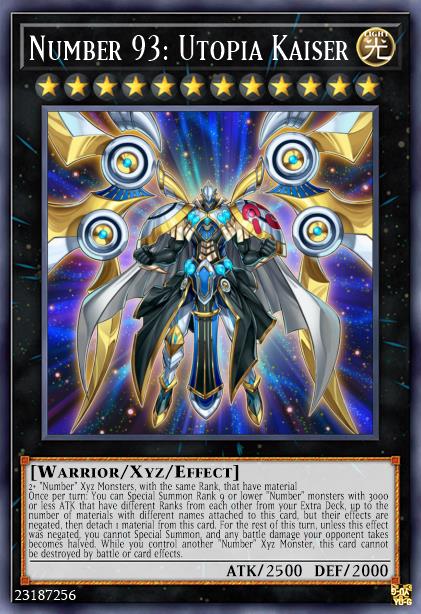 NUMBER 93: UTOPIA KAISER
LIGHT
光
[WARRIOR/XYZ/EFFECT]
2+ "Number" Xyz Monsters, with the same Rank, that have material
Once per turn: You can Special Summon Rank 9 or lower "Number" monsters with 3000
or less ATK that have different Ranks from each other from your Extra Deck, up to the
number of materials with different names attached to this card, but their effects are
negated, then detach 1 material from this card. For the rest of this turn, unless this effect
was negated, you cannot Special Summon, and any battle damage your opponent takes
becomes halved. While you control another "Number" Xyz Monster, this card cannot
be destroyed by battle or card effects.
ATK/2500 DEF/2000
23187256